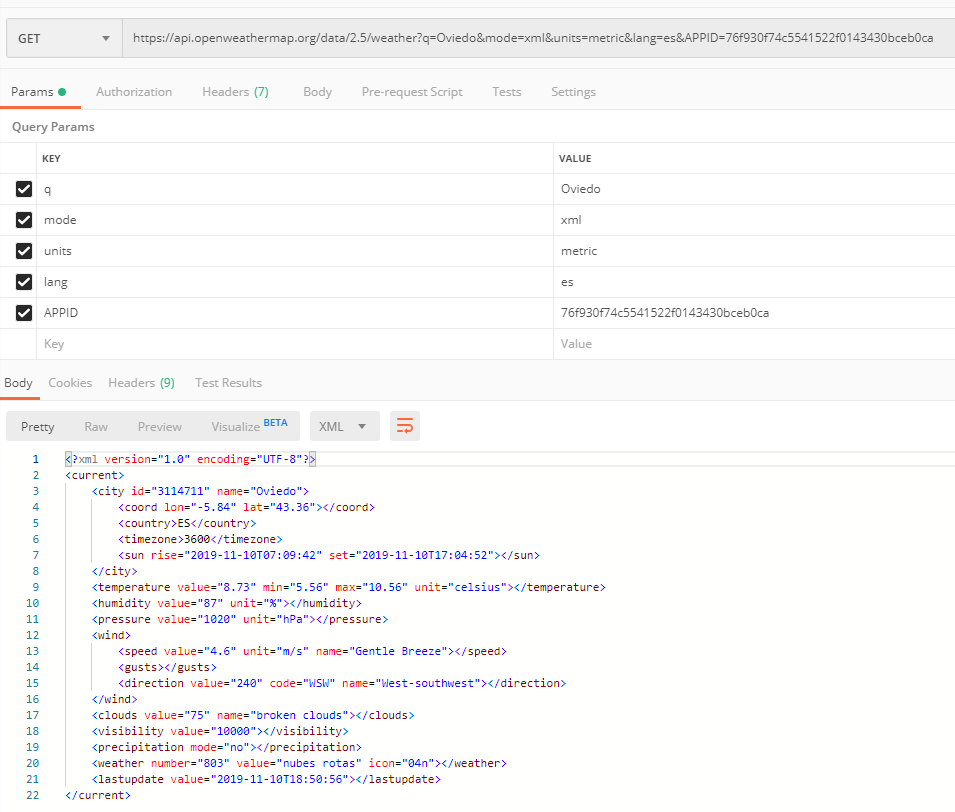 GET https://api.openweathermap.org/data/2.5/weather?q=Oviedo&mode=xml&units=metric&lang=es&APPID=76f930f74c5541522f0143430bceb0ca
Params Authorization Headers (7) Body Pre-request Script Tests Settings
Query Params
KEY VALUE
q Oviedo
mode xml
units metric
lang es
APPID 76f930f74c5541522f0143430bceb0ca
Key Value
Body Cookies Headers (9) Test Results
Pretty Raw Preview Visualize BETA XML
1 <?xml version="1.0" encoding="UTF-8"?>
2 <current>
3 <city id="3114711" name="Oviedo">
4 <coord lon="-5.84" lat="43.36"></coord>
5 <country>ES</country>
6 <timezone>3600</timezone>
7 <sun rise="2019-11-10T07:09:42" set="2019-11-10T17:04:52"></sun>
8 </city>
9 <temperature value="8.73" min="5.56" max="10.56" unit="celsius"></temperature>
10 <humidity value="87" unit="%"></humidity>
11 <pressure value="1020" unit="hPa"></pressure>
12 <wind>
13 <speed value="4.6" unit="m/s" name="Gentle Breeze"></speed>
14 <gusts></gusts>
15 <direction value="240" code="WSW" name="West-southwest"></direction>
16 </wind>
17 <clouds value="75" name="broken clouds"></clouds>
18 <visibility value="10000"></visibility>
19 <precipitation mode="no"></precipitation>
20 <weather number="803" value="nubes rotas" icon="04n"></weather>
21 <lastupdate value="2019-11-10T18:50:56"></lastupdate>
22 </current>